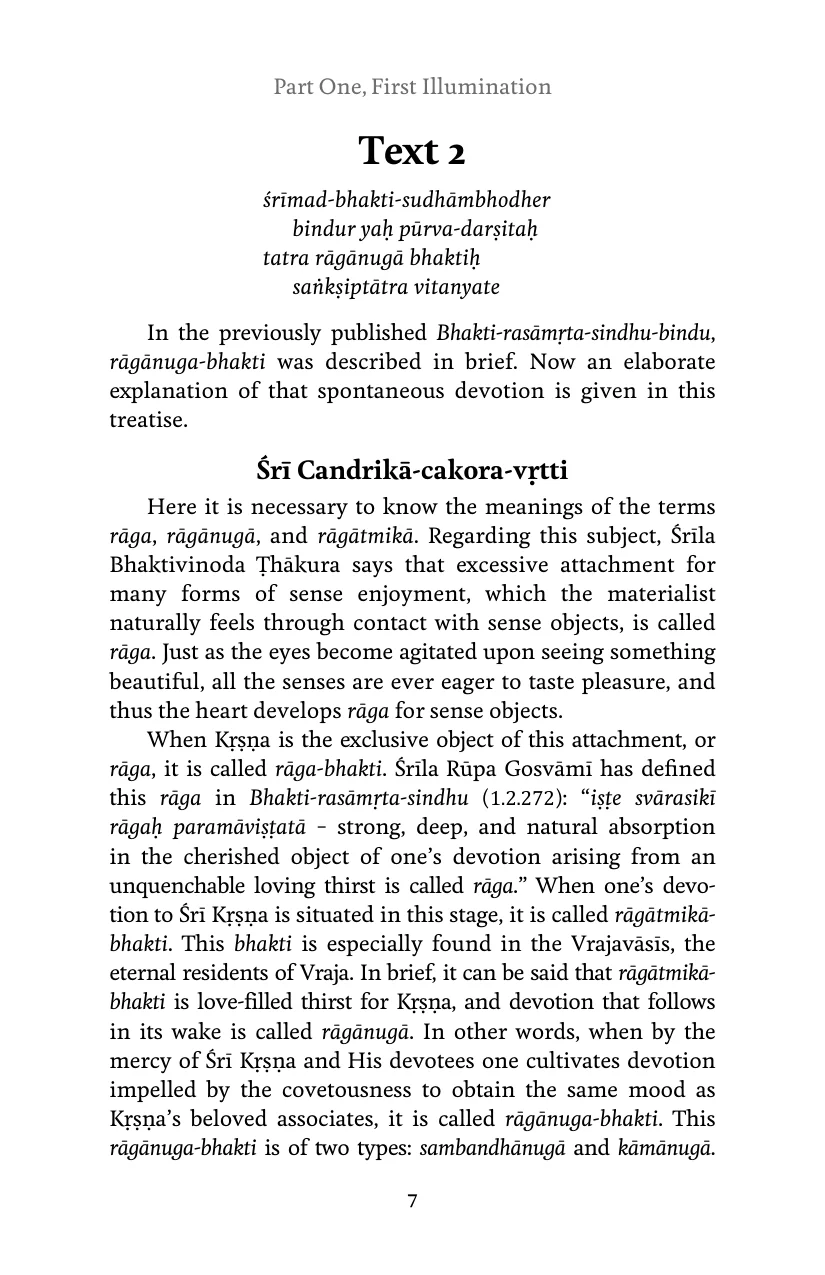 Part One, First Illumination
Text 2
śrīmad-bhakti-sudhāmbhodher
bindur yaḥ pūrva-darṣitaḥ
tatra rāgānugā bhaktiḥ
saṅkṣiptātra vitanyate
In the previously published Bhakti-rasāmṛta-sindhu-bindu,
rāgānuga-bhakti was described in brief. Now an elaborate
explanation of that spontaneous devotion is given in this
treatise.
Śrī Candrikā-cakora-vṛtti
Here it is necessary to know the meanings of the terms
rāga, rāgānugā, and rāgātmikā. Regarding this subject, Śrīla
Bhaktivinoda Ṭhākura says that excessive attachment for
many forms of sense enjoyment, which the materialist
naturally feels through contact with sense objects, is called
rāga. Just as the eyes become agitated upon seeing something
beautiful, all the senses are ever eager to taste pleasure, and
thus the heart develops rāga for sense objects.
When Kṛṣṇa is the exclusive object of this attachment, or
rāga, it is called rāga-bhakti. Śrīla Rūpa Gosvāmī has defined
this rāga in Bhakti-rasāmṛta-sindhu (1.2.272): “iṣṭe svārasikī
rāgaḥ paramāviṣṭatā – strong, deep, and natural absorption
in the cherished object of one’s devotion arising from an
unquenchable loving thirst is called rāga.” When one’s devo-
tion to Śrī Kṛṣṇa is situated in this stage, it is called rāgātmikā-
bhakti. This bhakti is especially found in the Vrajavāsīs, the
eternal residents of Vraja. In brief, it can be said that rāgātmikā-
bhakti is love-filled thirst for Kṛṣṇa, and devotion that follows
in its wake is called rāgānugā. In other words, when by the
mercy of Śrī Kṛṣṇa and His devotees one cultivates devotion
impelled by the covetousness to obtain the same mood as
Kṛṣṇa’s beloved associates, it is called rāgānuga-bhakti. This
rāgānuga-bhakti is of two types: sambandhānugā and kāmānugā.
7